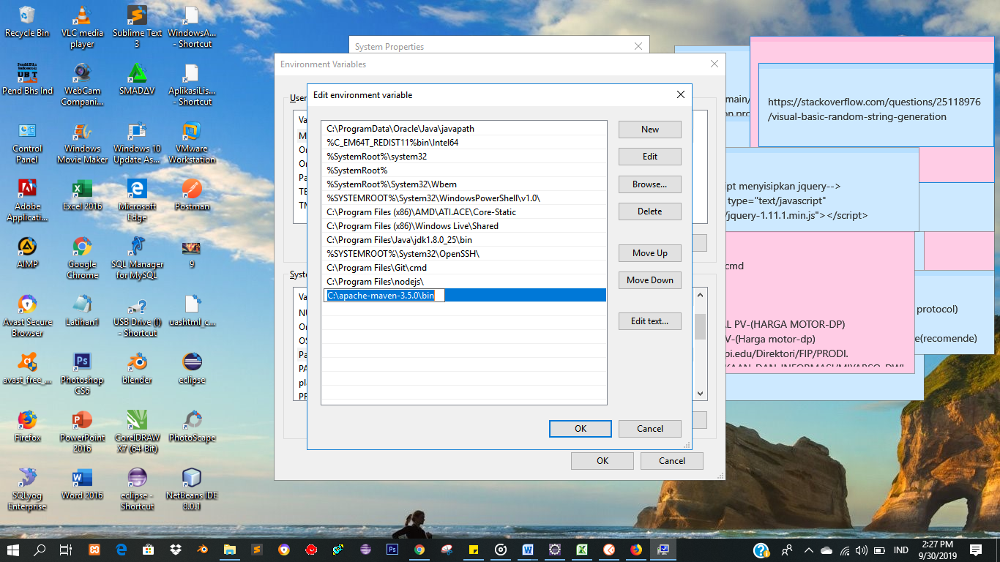 Recycle Bin
VLC media
player
Sublime Text
3
WindowsA...
- Shortcut
Pend Bhs Ind
WebCam
Compani...
SMADΔV
AplikasiLis...
- Shortcut
Control
Panel
Windows
Movie Maker
Windows 10
Update As...
VMware
Workstation
Adobe
Applicati...
Excel 2016
Microsoft
Edge
Postman
AIMP
Google
Chrome
SQL Manager
for MySQL
9
Avast Secure
Browser
Latihan1
USB Drive (I)
- Shortcut
uashtml_c...
avast_free_...
Photoshop
CS6
blender
eclipse
Firefox
PowerPoint
2016
CorelDRAW
X7 (64-Bit)
PhotoScape
SQLyog
Enterprise
Word 2016
eclipse -
Shortcut
NetBeans IDE
8.0.1
System Properties
Environment Variables
User
Va
Or
Or
Pa
TE
Syste
Va
Or
OS
Pa
PA
pl
PR
OK
Cancel
Edit environment variable
C:\ProgramData\Oracle\Java\javapath
%C_EM64T_REDIST11%bin\Intel64
%SystemRoot%\system32
%SystemRoot%
%SystemRoot%\System32\Wbem
%SYSTEMROOT%\System32\WindowsPowerShell\v1.0\
C:\Program Files (x86)\AMD\ATI.ACE\Core-Static
C:\Program Files (x86)\Windows Live\Shared
C:\Program Files\Java\jdk1.8.0_25\bin
%SYSTEMROOT%\System32\OpenSSH\
C:\Program Files\Git\cmd
C:\Program Files\nodejs\
C:\apache-maven-3.5.0\bin
New
Edit
Browse...
Delete
Move Up
Move Down
Edit text...
OK
Cancel
main/
https://stackoverflow.com/questions/25118976
/visual-basic-random-string-generation
ipt menyisipkan jquery-->
type="text/javascript"
/jquery-1.11.1.min.js"></script>
cmd
AL PV-(HARGA MOTOR-DP)
V-(Harga motor-dp)
pi.edu/Direktori/FIP/PRODI.
protocol)
e(recomende)
IND
2:27 PM
9/30/2019